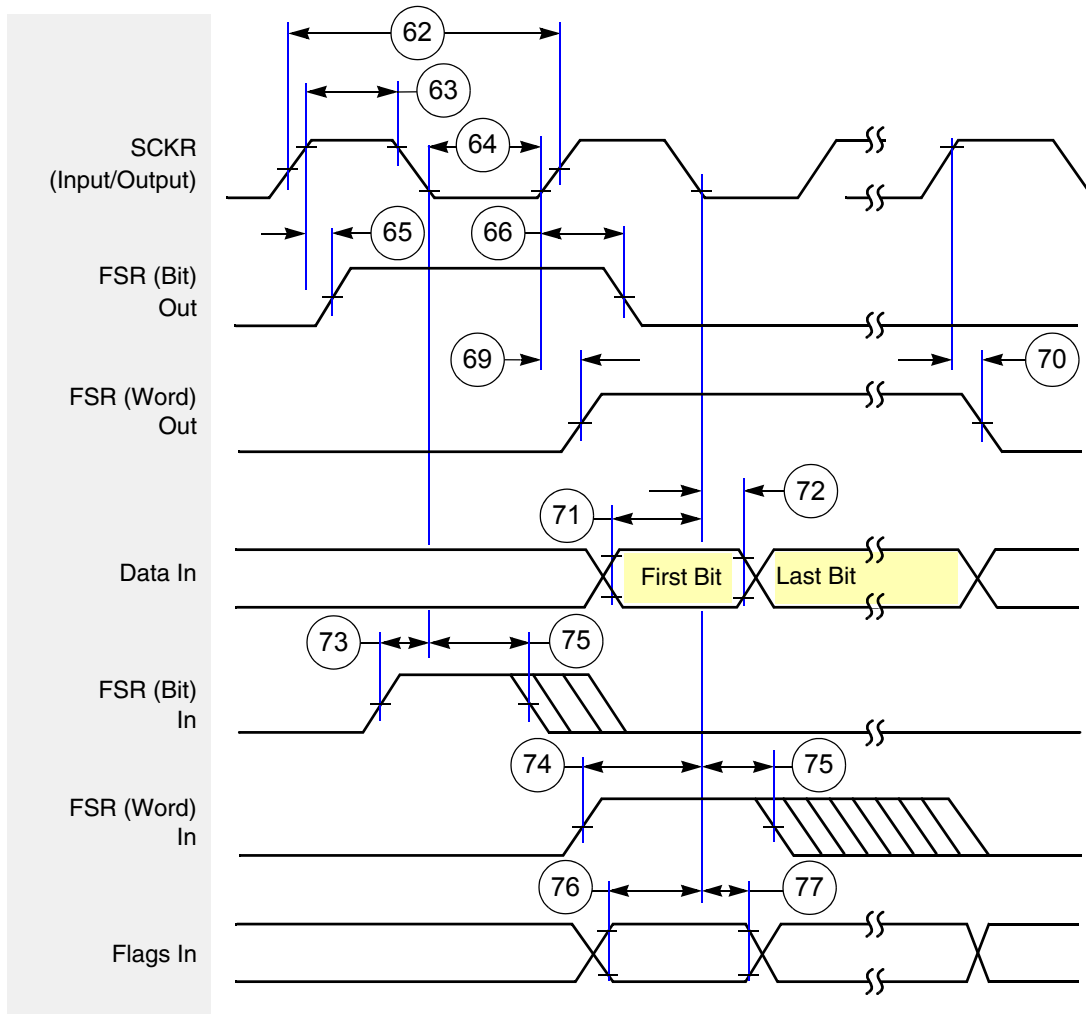 62
63
SCKR
(Input/Output)
64
65
66
FSR (Bit)
Out
69
70
FSR (Word)
Out
71
72
Data In
First Bit
Last Bit
73
75
FSR (Bit)
In
74
75
FSR (Word)
In
76
77
Flags In